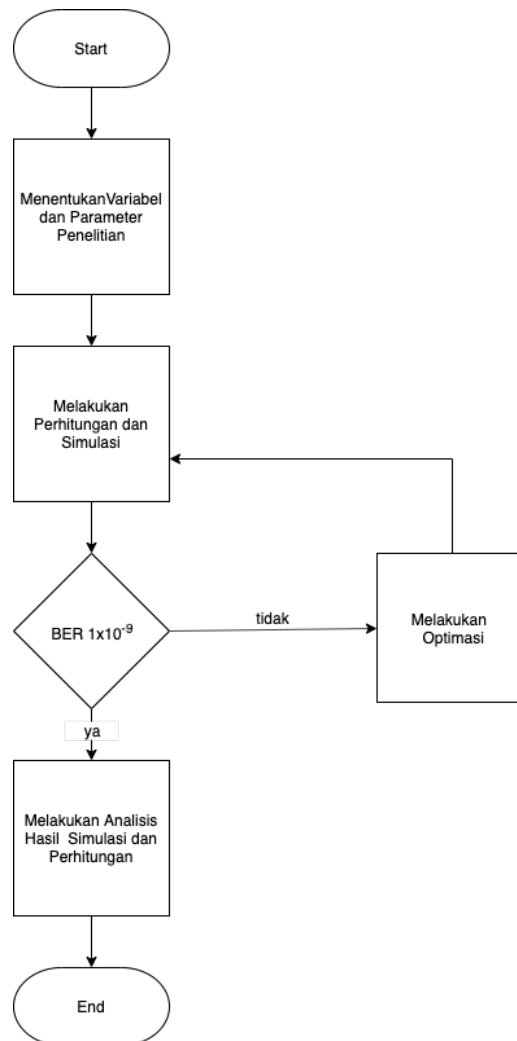 Start
MenentukanVariabel
dan Parameter
Penelitian
Melakukan
Perhitungan dan
Simulasi
BER 1x10⁻⁹
tidak
Melakukan
Optimasi
ya
Melakukan Analisis
Hasil Simulasi dan
Perhitungan
End